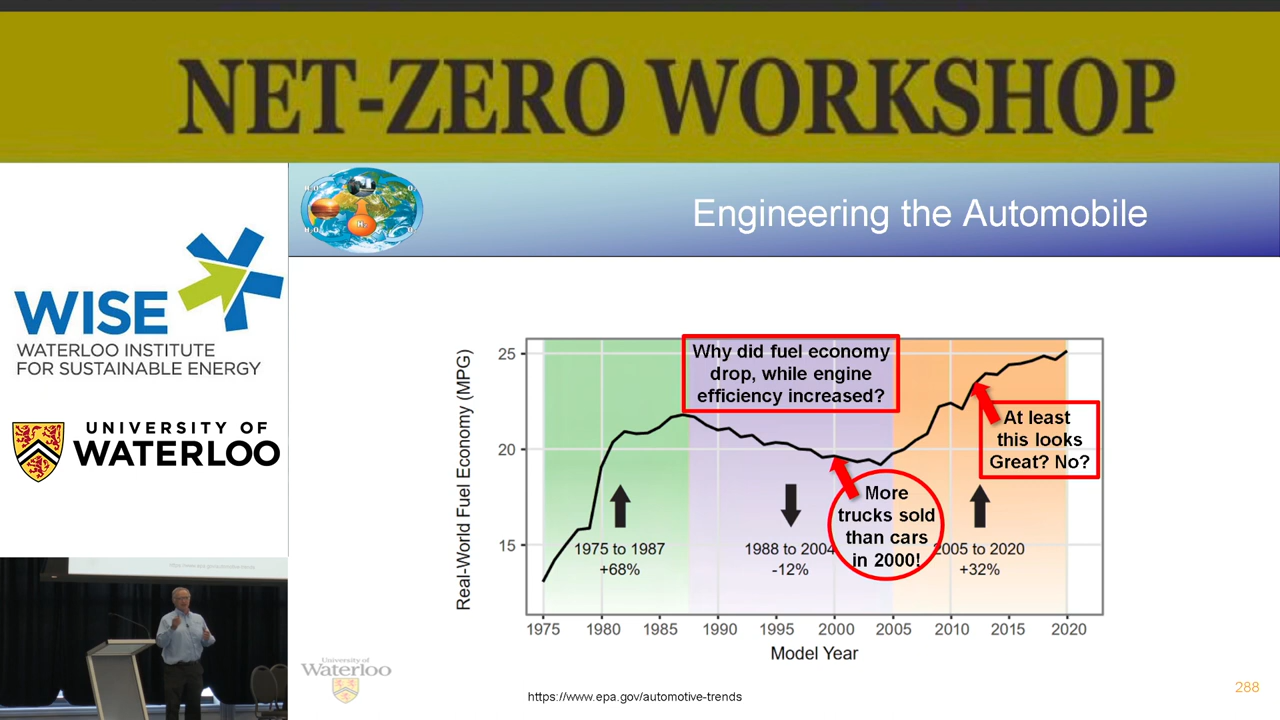 NET-ZERO WORKSHOP
Engineering the Automobile
WISE
WATERLOO INSTITUTE
FOR SUSTAINABLE ENERGY
UNIVERSITY OF
WATERLOO
Real-World Fuel Economy (MPG)
25
20
15
Why did fuel economy
drop, while engine
efficiency increased?
At least
this looks
Great? No?
More
trucks sold
than cars
in 2000!
1975 to 1987
+68%
1988 to 2004
-12%
2005 to 2020
+32%
1975 1980 1985 1990 1995 2000 2005 2010 2015 2020
Model Year
University of
Waterloo
https://www.epa.gov/automotive-trends
288